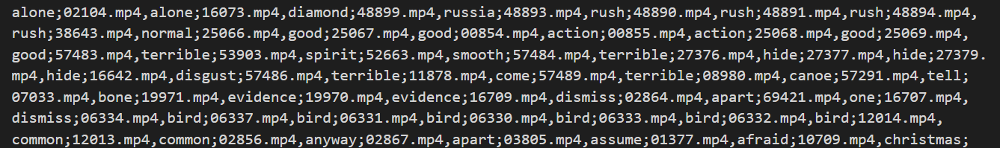 alone;02104.mp4,alone;16073.mp4,diamond;48899.mp4,russia;48893.mp4,rush;48890.mp4,rush;48891.mp4,rush;48894.mp4,
rush;38643.mp4,normal;25066.mp4,good;25067.mp4,good;00854.mp4,action;00855.mp4,action;25068.mp4,good;25069.mp4,
good;57483.mp4,terrible;53903.mp4,spirit;52663.mp4,smooth;57484.mp4,terrible;27376.mp4,hide;27377.mp4,hide;27379.
mp4,hide;16642.mp4,disgust;57486.mp4,terrible;11878.mp4,come;57489.mp4,terrible;08980.mp4,canoe;57291.mp4,tell;
07033.mp4,bone;19971.mp4,evidence;19970.mp4,evidence;16709.mp4,dismiss;02864.mp4,apart;69421.mp4,one;16707.mp4,
dismiss;06334.mp4,bird;06337.mp4,bird;06331.mp4,bird;06330.mp4,bird;06333.mp4,bird;06332.mp4,bird;12014.mp4,
common;12013.mp4,common;02856.mp4,anyway;02867.mp4,apart;03805.mp4,assume;01377.mp4,afraid;10709.mp4,christmas;